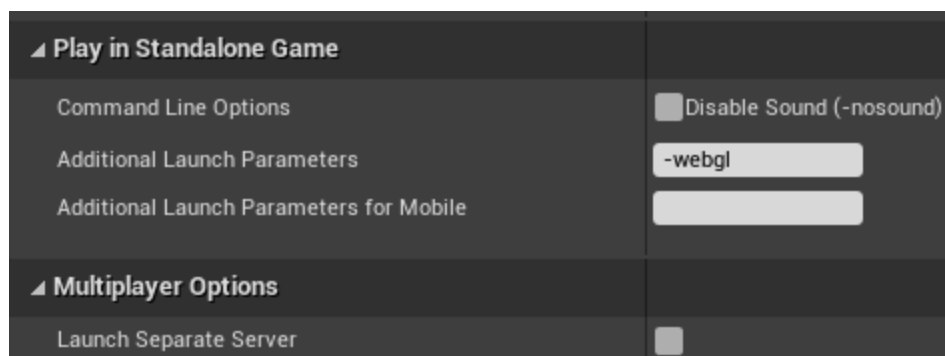 Play in Standalone Game
Command Line Options Disable Sound (-nosound)
Additional Launch Parameters -webgl
Additional Launch Parameters for Mobile
Multiplayer Options
Launch Separate Server